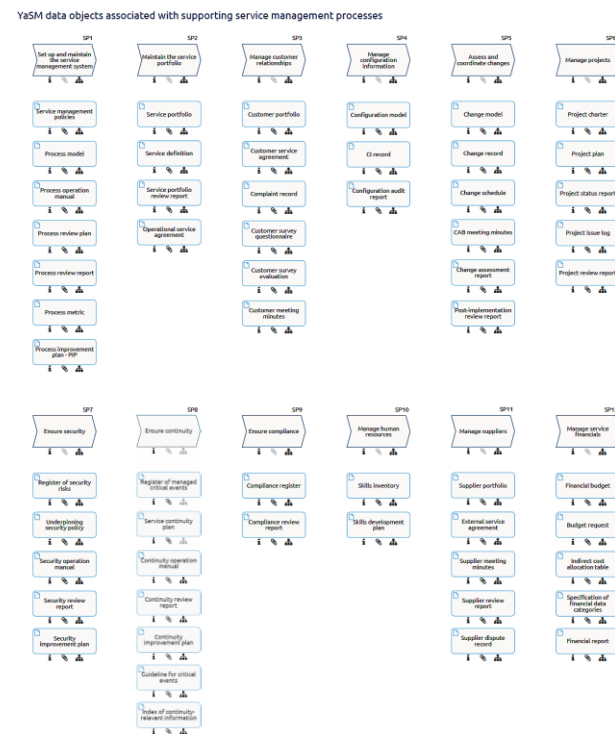 YaSM data objects associated with supporting service management processes
SP1
Set up and maintain
the service
management system
Service management
policies
Process model
Process operation
manual
Process review plan
Process review report
Process metric
Process improvement
plan - PIP
SP2
Maintain the service
portfolio
Service portfolio
Service definition
Service portfolio
review report
Operational service
agreement
SP3
Manage customer
relationships
Customer portfolio
Customer service
agreement
Complaint record
Customer survey
questionnaire
Customer survey
evaluation
Customer meeting
minutes
SP4
Manage
configuration
information
Configuration model
CI record
Configuration audit
report
SP5
Assess and
coordinate changes
Change model
Change record
Change schedule
CAB meeting minutes
Change assessment
report
Post-implementation
review report
SP6
Manage projects
Project charter
Project plan
Project status report
Project issue log
Project review report
SP7
Ensure security
Register of security
risks
Underpinning
security policy
Security operation
manual
Security review
report
Security
improvement plan
SP8
Ensure continuity
Register of managed
critical events
Service continuity
plan
Continuity operation
manual
Continuity review
report
Continuity
improvement plan
Guideline for critical
events
Index of continuity-
relevant information
SP9
Ensure compliance
Compliance register
Compliance review
report
SP10
Manage human
resources
Skills inventory
Skills development
plan
SP11
Manage suppliers
Supplier portfolio
External service
agreement
Supplier meeting
minutes
Supplier review
report
Supplier dispute
record
Manage service
financials
Financial budget
Budget request
Indirect cost
allocation table
Specification of
financial data
categories
Financial report